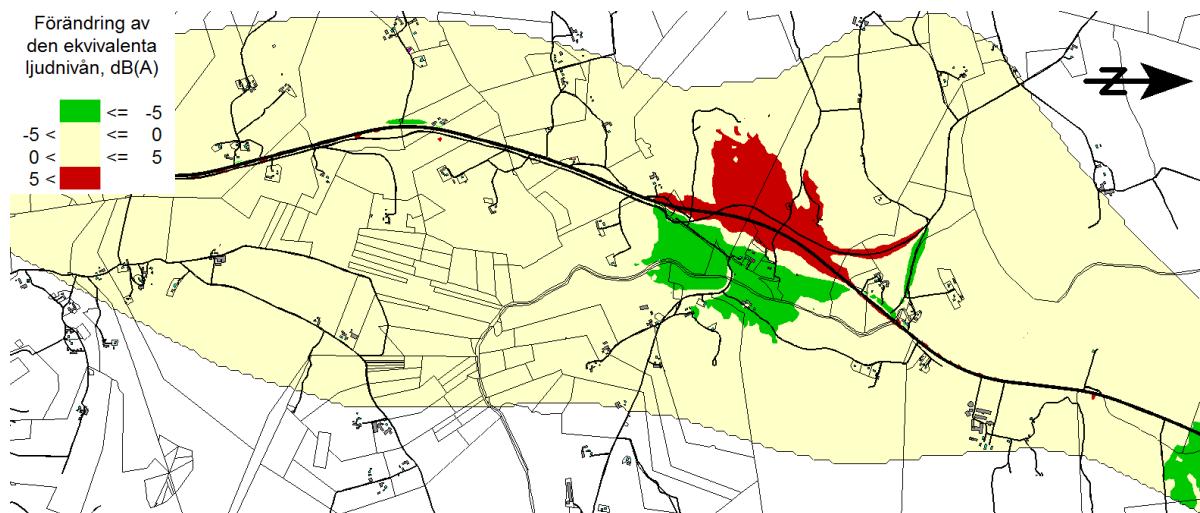 Förändring av
den ekvivalenta
ljudnivån, dB(A)
<= -5
-5 < <= 0
0 < <= 5
5 <
N